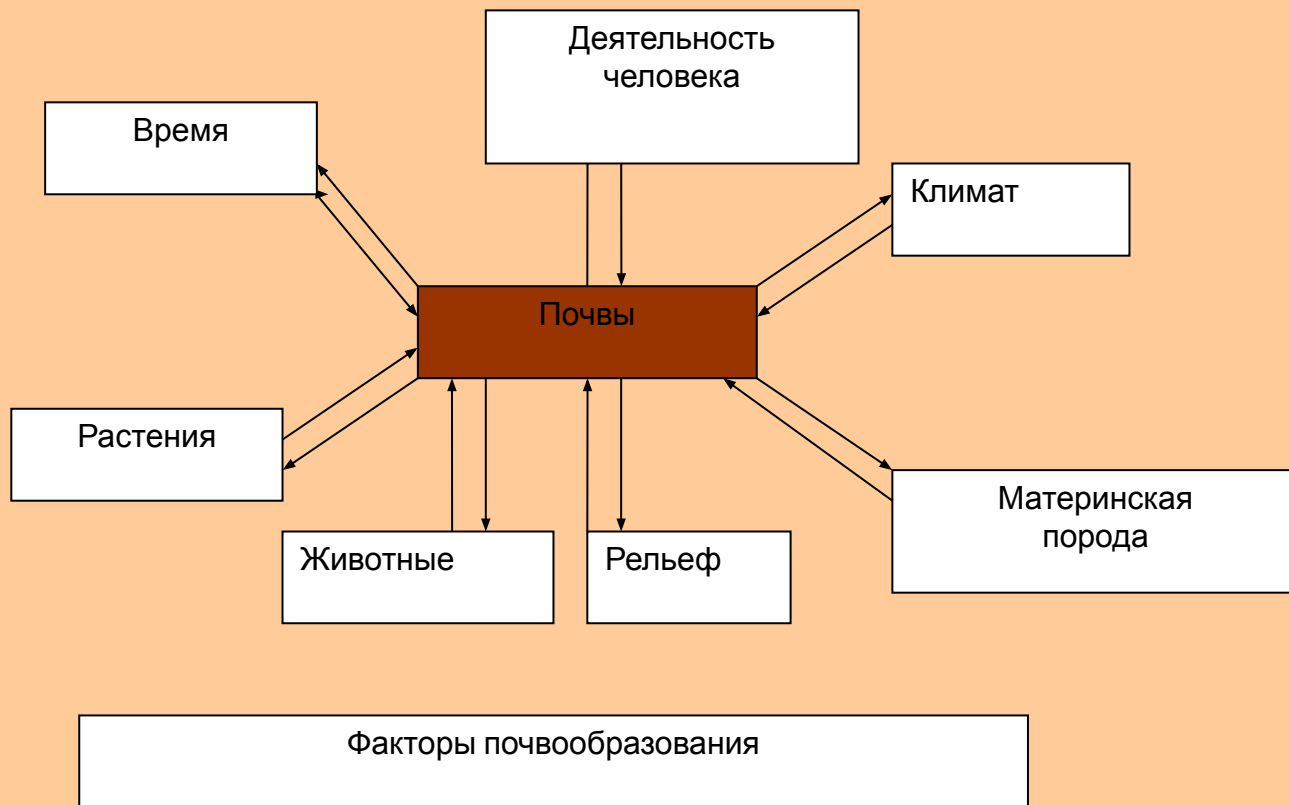 Деятельность
человека
Время
Климат
Почвы
Растения
Материнская
порода
Животные
Рельеф
Факторы почвообразования